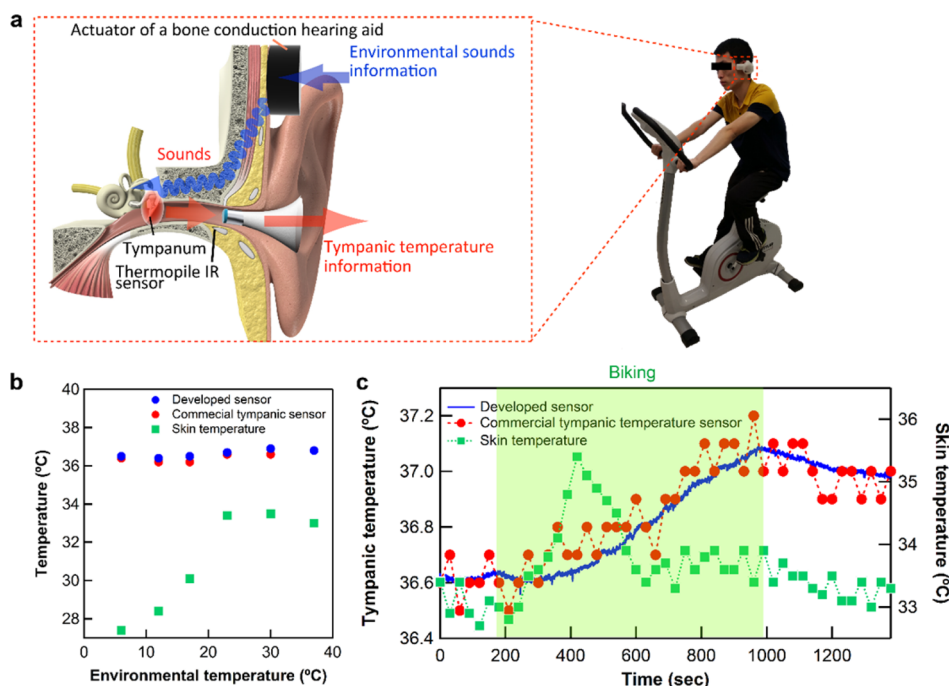 a
Actuator of a bone conduction hearing aid
Environmental sounds
information
Sounds
Tympanum
Thermopile IR
sensor
Tympanic temperature
information
b
40
38
36
34
32
30
28
0
10
20
30
40
Temperature (ºC)
Environmental temperature (ºC)
Developed sensor
Commecial tympanic sensor
Skin temperature
c
Biking
37.2
37.0
36.8
36.6
36.4
Tympanic temperature (ºC)
Developed sensor
Commercial tympanic temperature sensor
Skin temperature
36
35
34
33
Skin temperature (ºC)
0
200
400
600
800
1000
1200
Time (sec)